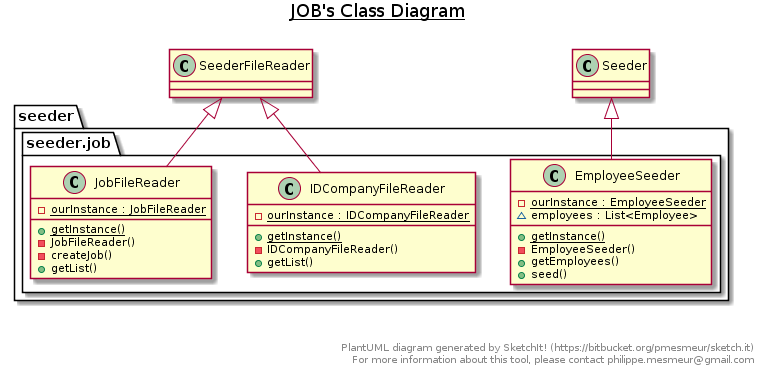 JOB's Class Diagram
C SeederFileReader
C Seeder
seeder
seeder.job
C JobFileReader
ourInstance : JobFileReader
getInstance()
JobFileReader()
createJob()
getList()
C IDCompanyFileReader
ourInstance : IDCompanyFileReader
getInstance()
IDCompanyFileReader()
getList()
C EmployeeSeeder
ourInstance : EmployeeSeeder
employees : List<Employee>
getInstance()
EmployeeSeeder()
getEmployees()
seed()
PlantUML diagram generated by SketchIt! (https://bitbucket.org/pmesmeur/sketch.it)
For more information about this tool, please contact philippe.mesmeur@gmail.com